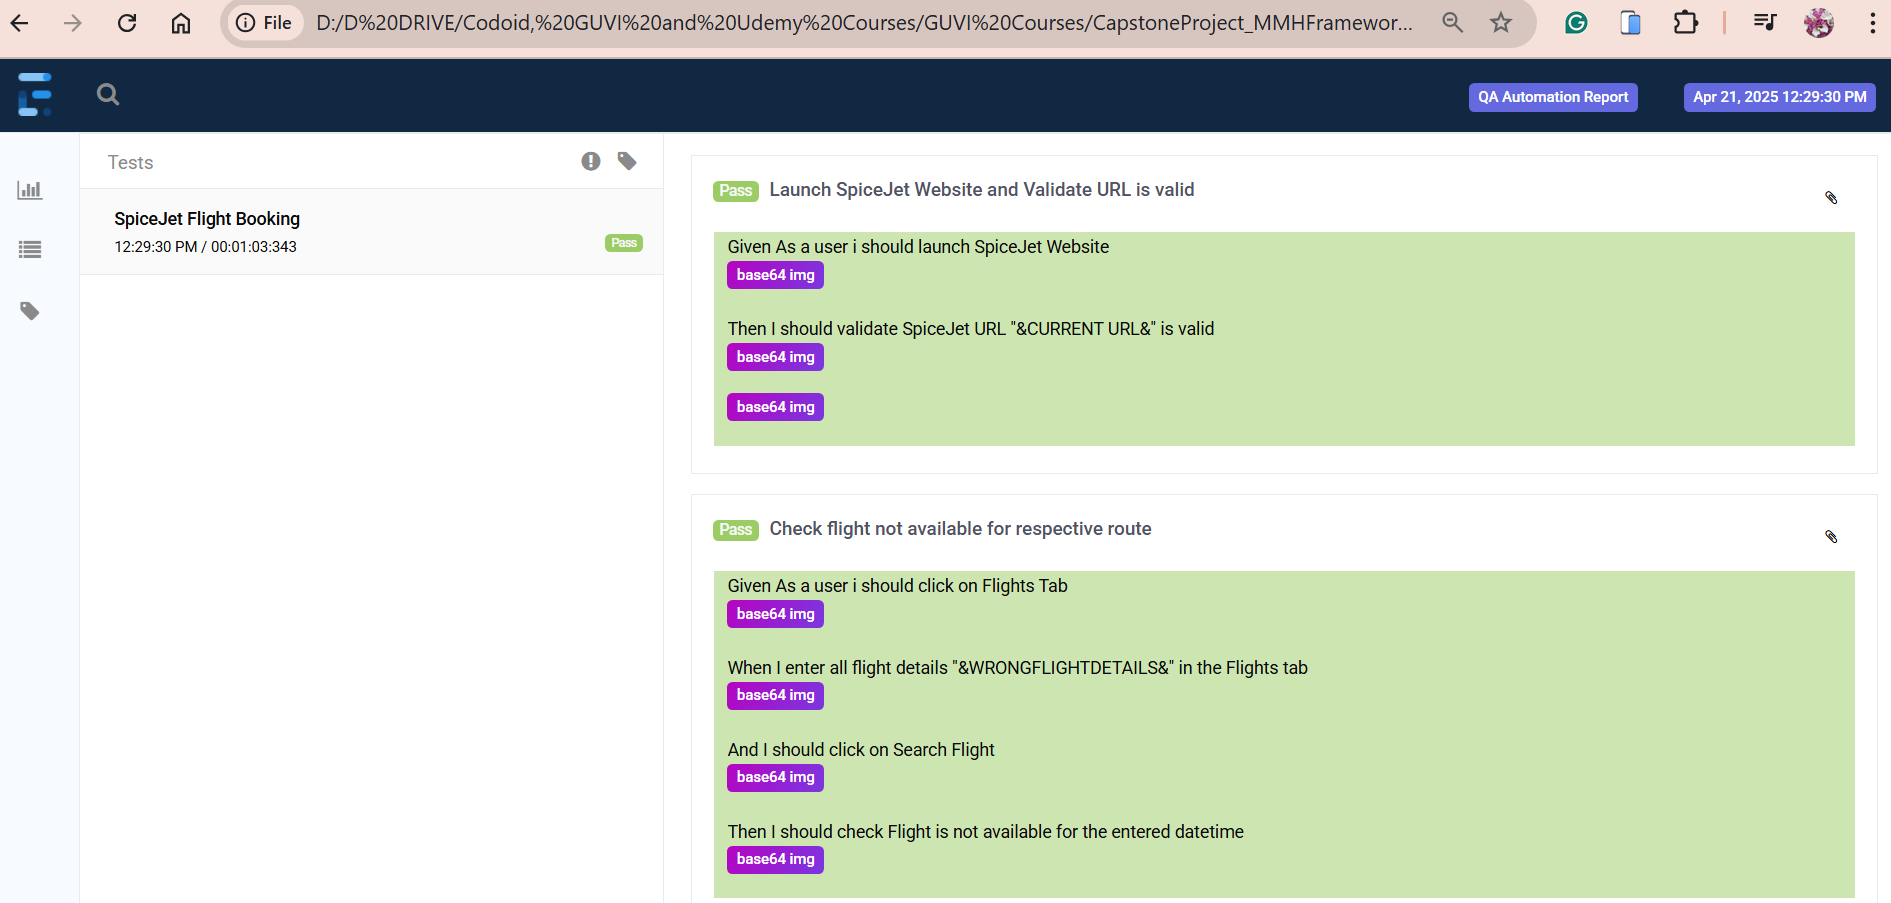 File
D:/D%20DRIVE/Codoid,%20GUVI%20and%20Udemy%20Courses/GUVI%20Courses/CapstoneProject_MMHFramewor...
QA Automation Report
Apr 21, 2025 12:29:30 PM
Tests
SpiceJet Flight Booking
12:29:30 PM / 00:01:03:343
Pass
Pass Launch SpiceJet Website and Validate URL is valid
Given As a user i should launch SpiceJet Website
base64 img
Then I should validate SpiceJet URL "&CURRENT URL&" is valid
base64 img
base64 img
Pass Check flight not available for respective route
Given As a user i should click on Flights Tab
base64 img
When I enter all flight details "&WRONGFLIGHTDETAILS&" in the Flights tab
base64 img
And I should click on Search Flight
base64 img
Then I should check Flight is not available for the entered datetime
base64 img